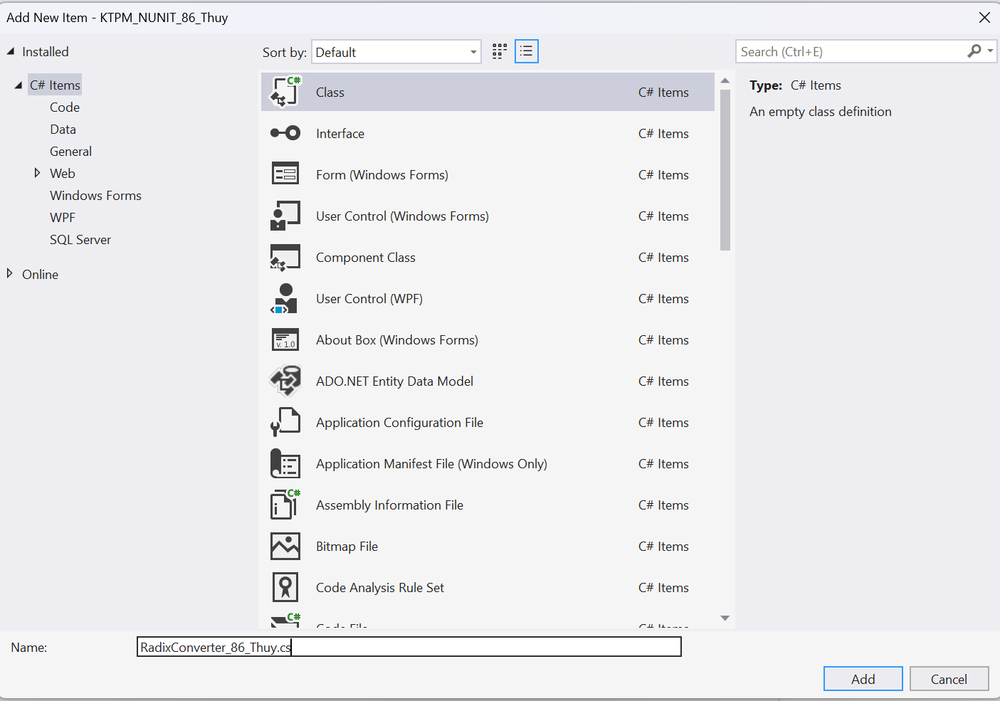 Add New Item - KTPM_NUNIT_86_Thuy
Installed
Sort by: Default
Search (Ctrl+E)
C# Items
Code
Data
General
Web
Windows Forms
WPF
SQL Server
Online
C# Class C# Items
Interface C# Items
Form (Windows Forms) C# Items
User Control (Windows Forms) C# Items
Component Class C# Items
User Control (WPF) C# Items
v. 1.0 About Box (Windows Forms) C# Items
ADO.NET Entity Data Model C# Items
Application Configuration File C# Items
Application Manifest File (Windows Only) C# Items
C# Assembly Information File C# Items
Bitmap File C# Items
Code Analysis Rule Set C# Items
C# Code File C# Items
Type: C# Items
An empty class definition
Name: RadixConverter_86_Thuy.cs
Add Cancel